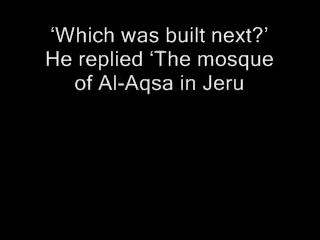 ‘Which was built next?’
He replied ‘The mosque
of Al-Aqsa in Jeru